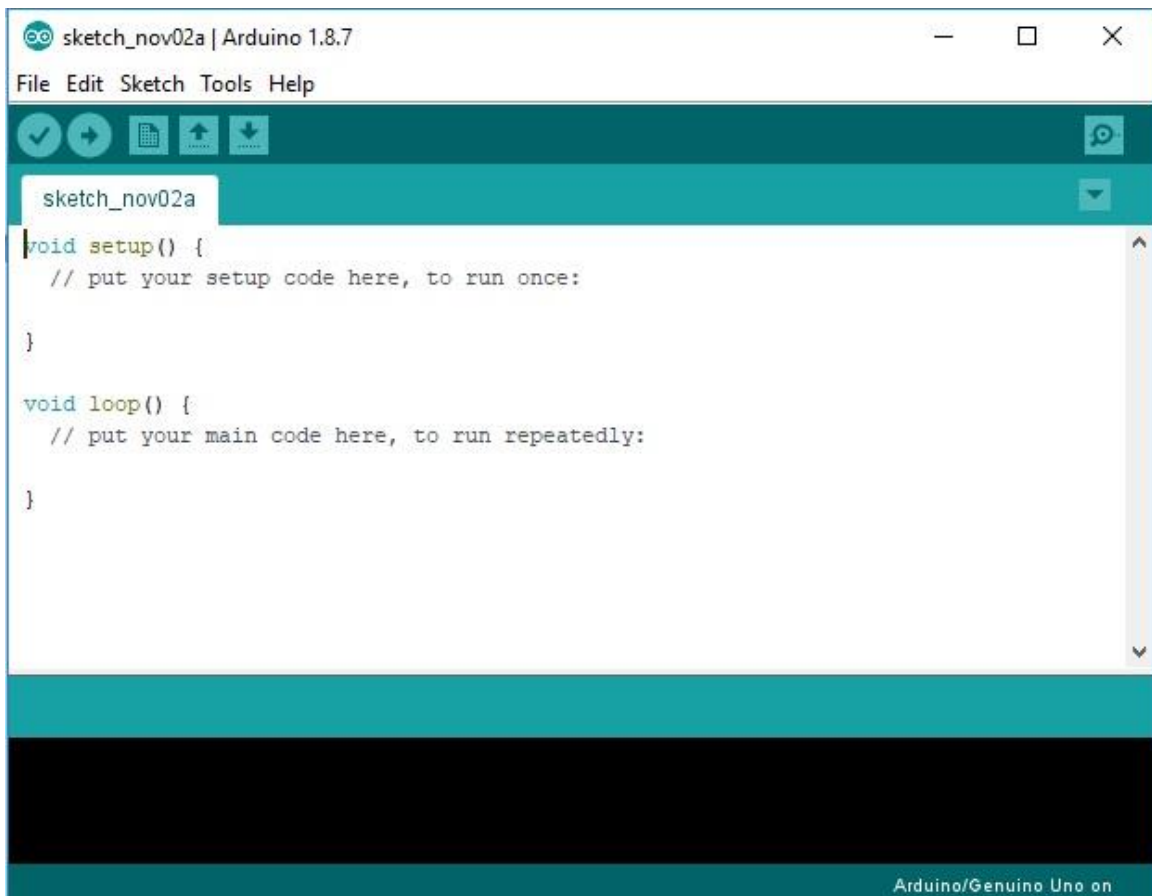 sketch_nov02a | Arduino 1.8.7
File Edit Sketch Tools Help
sketch_nov02a
void setup() {
  // put your setup code here, to run once:
}
void loop() {
  // put your main code here, to run repeatedly:
}
Arduino/Genuino Uno on